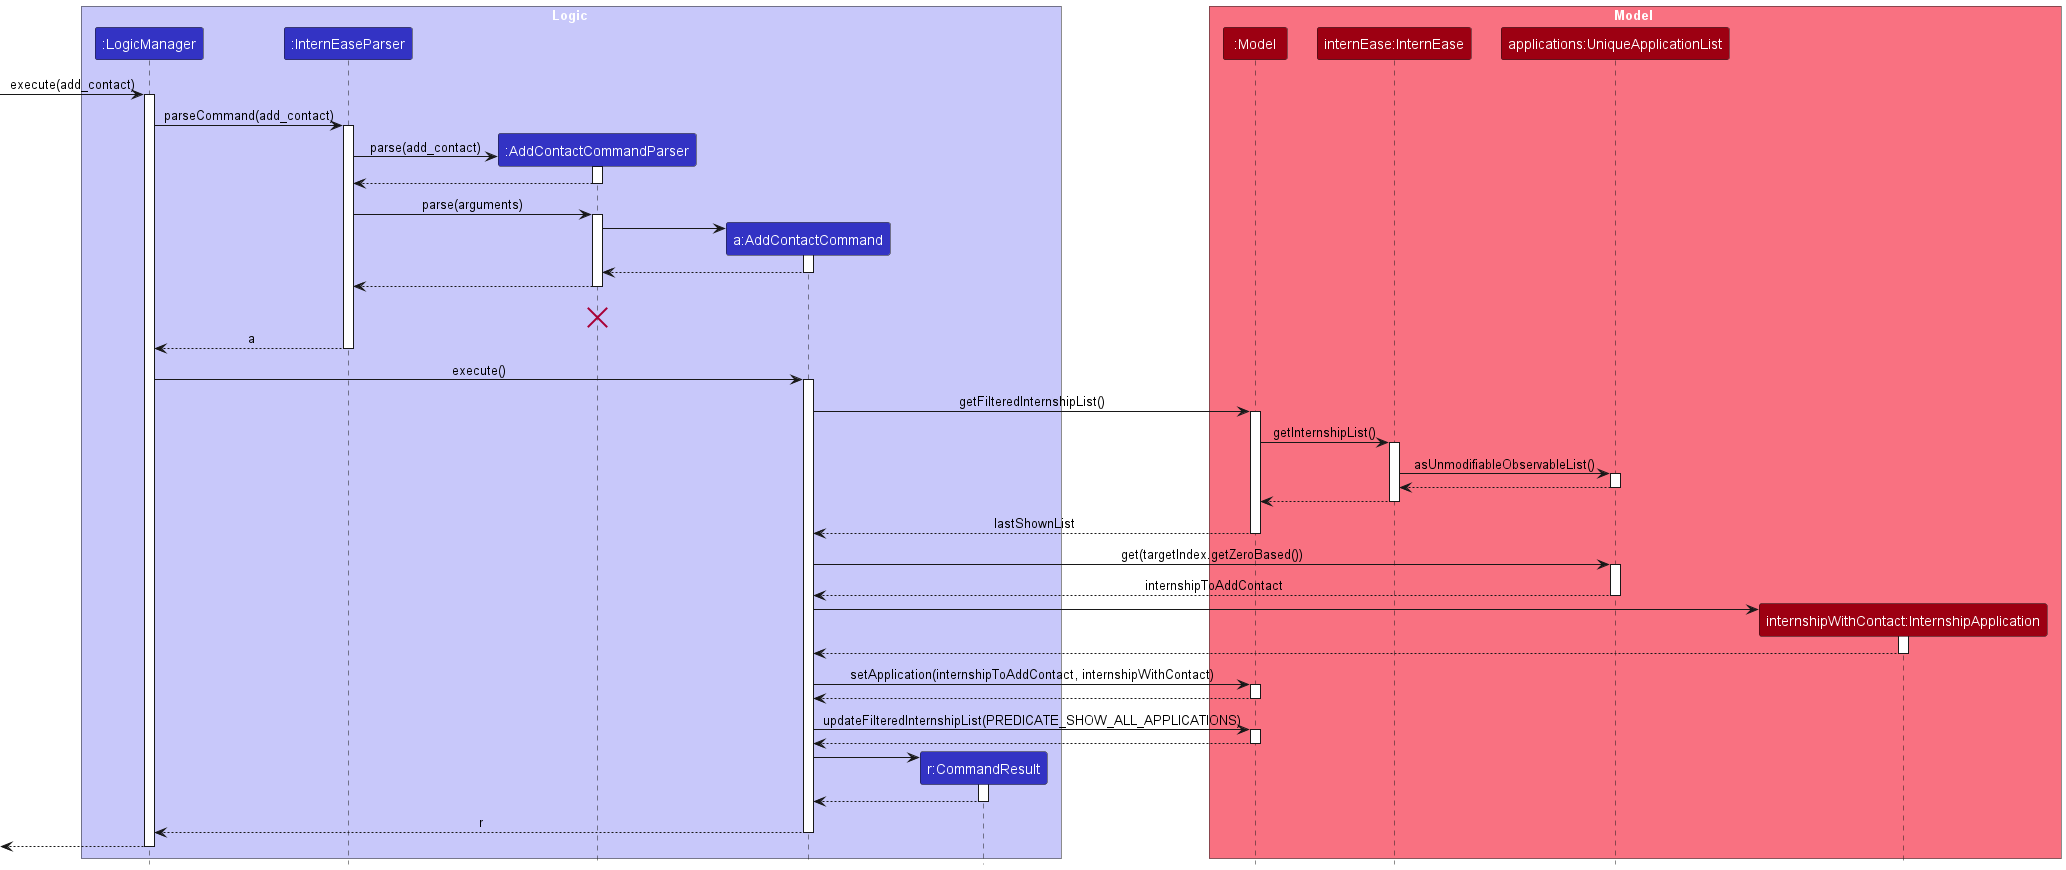 Logic
Model
:LogicManager
:InternEaseParser
:Model
internEase:InternEase
applications:UniqueApplicationList
execute(add_contact)
parseCommand(add_contact)
parse(add_contact)
:AddContactCommandParser
parse(arguments)
a:AddContactCommand
a
execute()
getFilteredInternshipList()
getInternshipList()
asUnmodifiableObservableList()
lastShownList
get(targetIndex.getZeroBased())
internshipToAddContact
internshipWithContact:InternshipApplication
setApplication(internshipToAddContact, internshipWithContact)
updateFilteredInternshipList(PREDICATE_SHOW_ALL_APPLICATIONS)
r:CommandResult
r